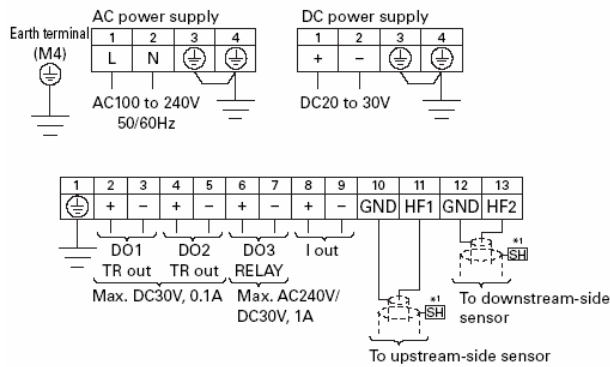 AC power supply
DC power supply
Earth terminal
(M4)
1 2 3 4
L N
AC100 to 240V
50/60Hz
1 2 3 4
+ −
DC20 to 30V
1 2 3 4 5 6 7 8 9 10 11 12 13
+ − + − + − + − GND HF1 GND HF2
DO1 DO2 DO3 I out
TR out TR out RELAY
Max. DC30V, 0.1A
Max. AC240V/
DC30V, 1A
*1
SH
To downstream-side
sensor
*1
SH
To upstream-side sensor